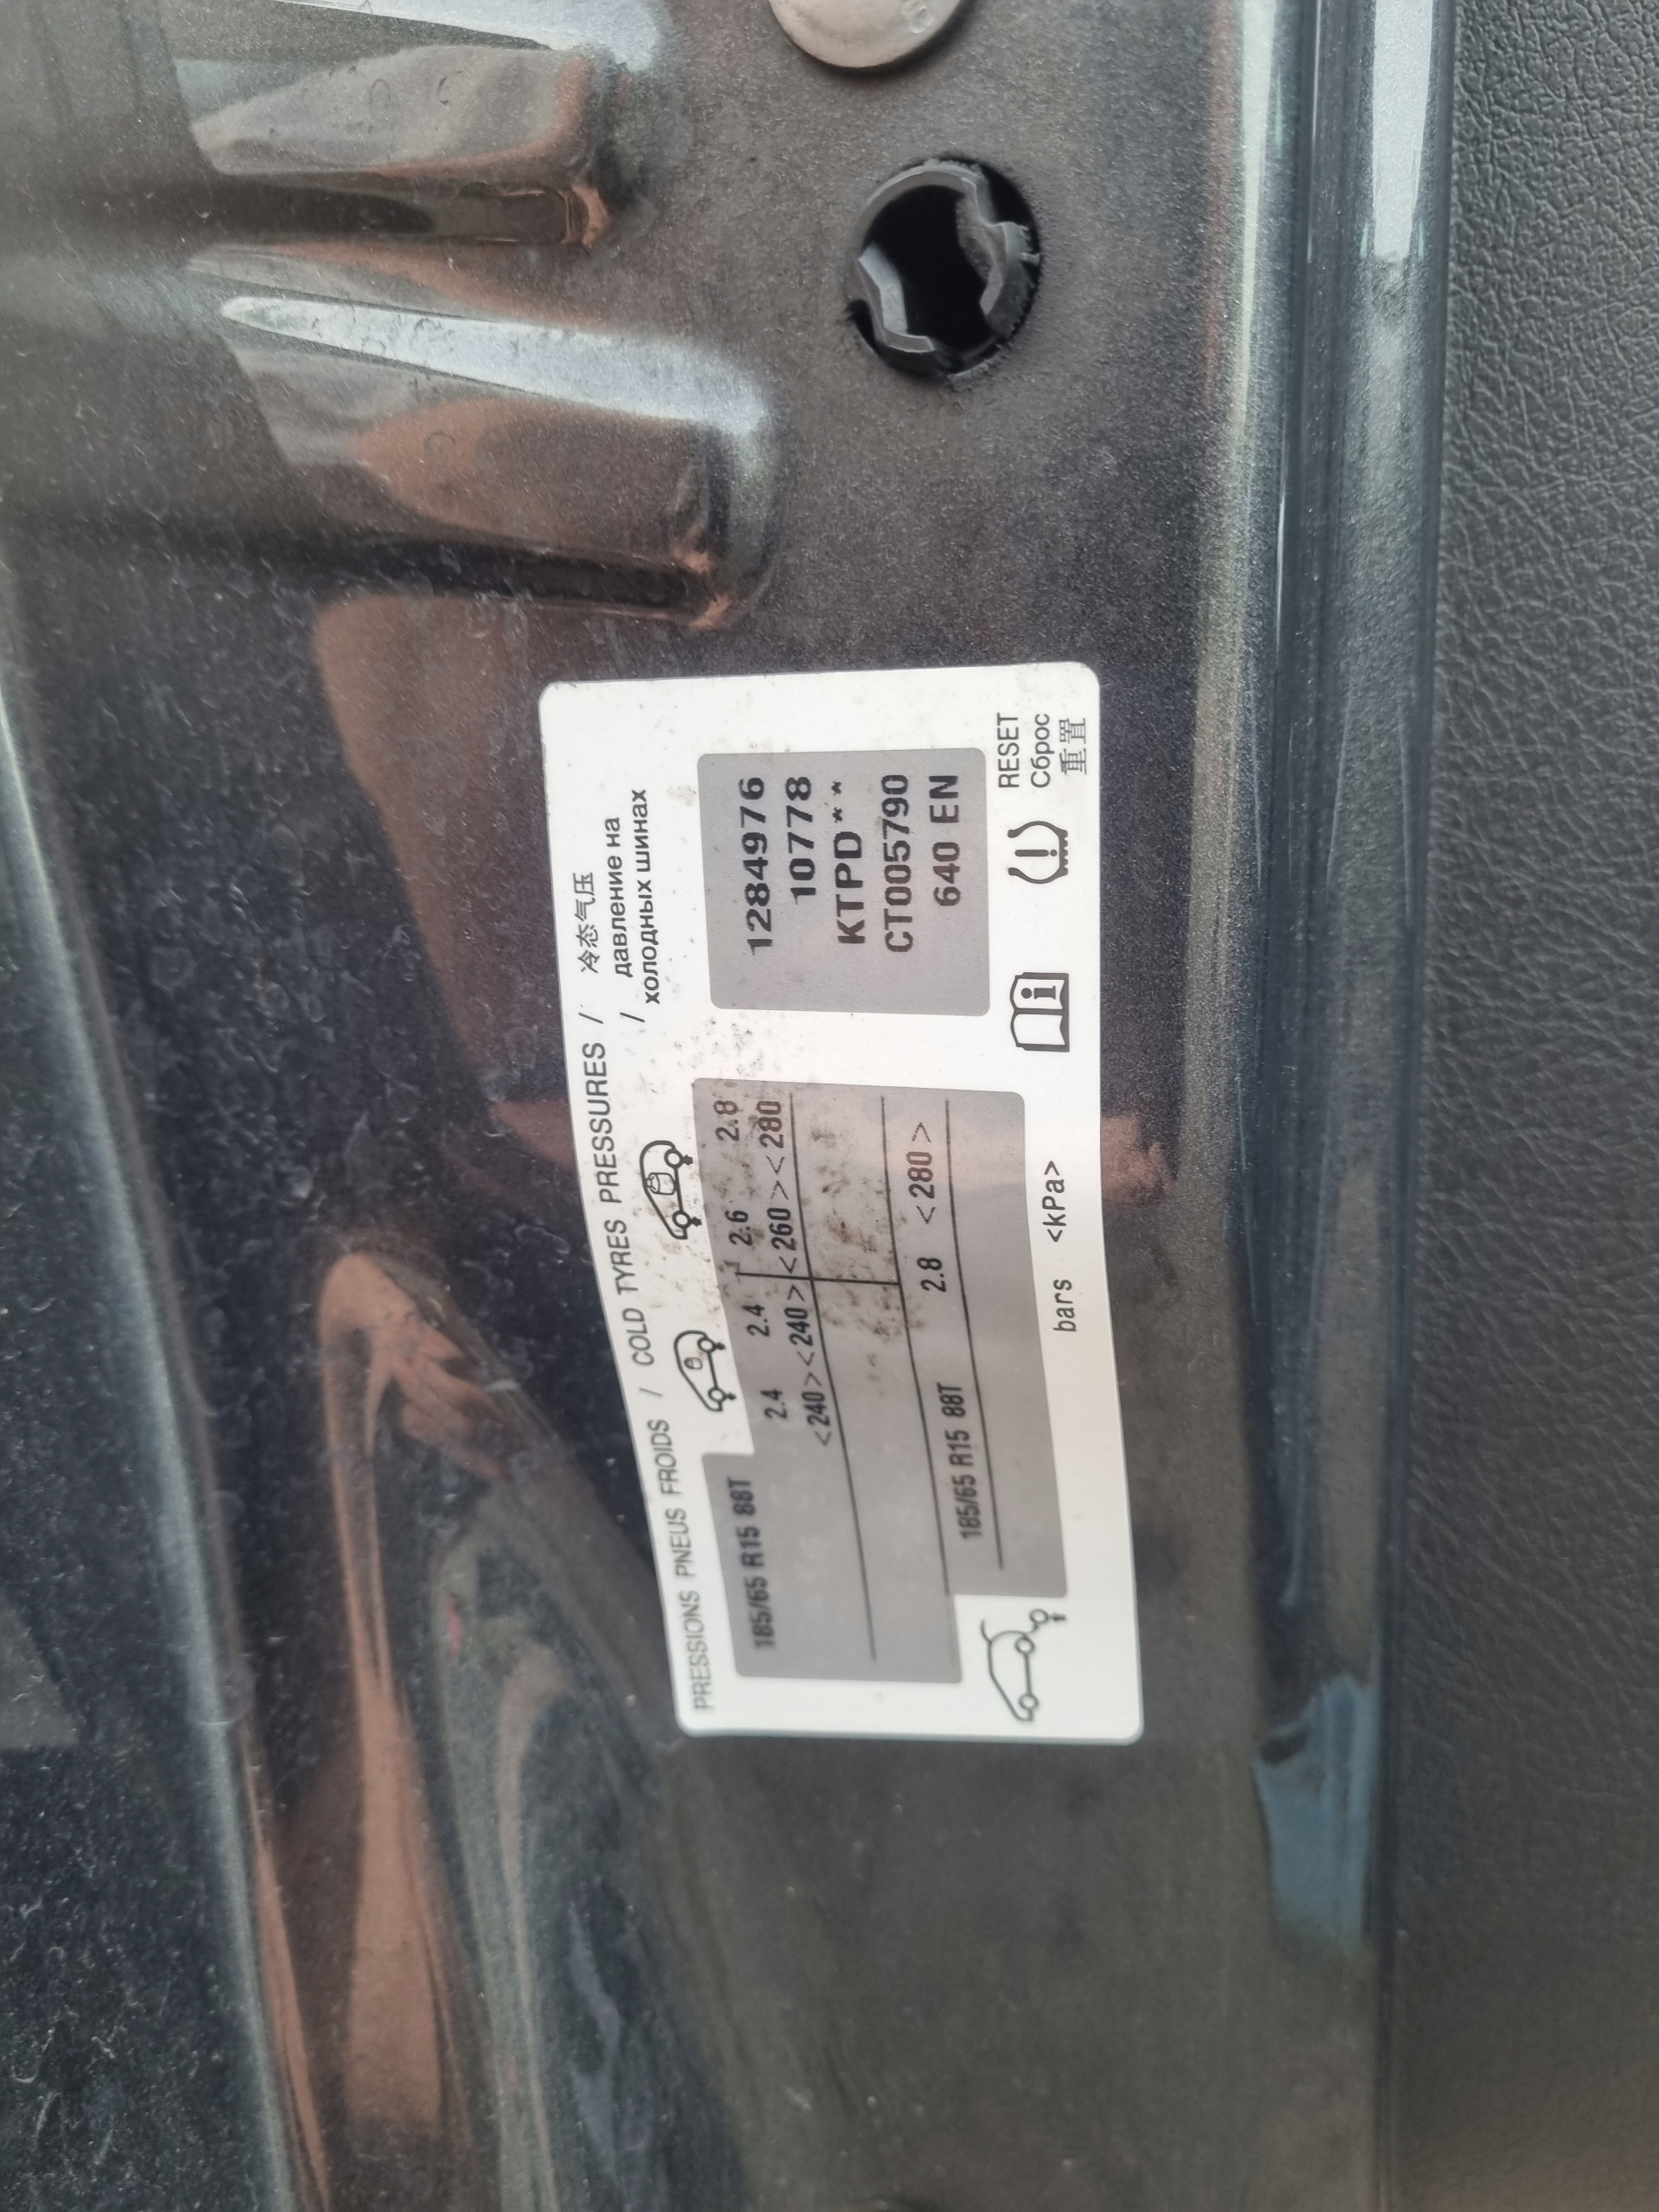 PRESSIONS PNEUS FROIDS / COLD TYRES PRESSURES / 冷态气压
/ давление на
холодных шинах
185/65 R15 88T 2.4 2.4 2.6 2.8
<240> <240> <260> <280
2.8 <280>
185/65 R15 88T
bars <kPa>
1284976
10778
KTPD**
CT005790
640 EN
RESET
Сброс
重置